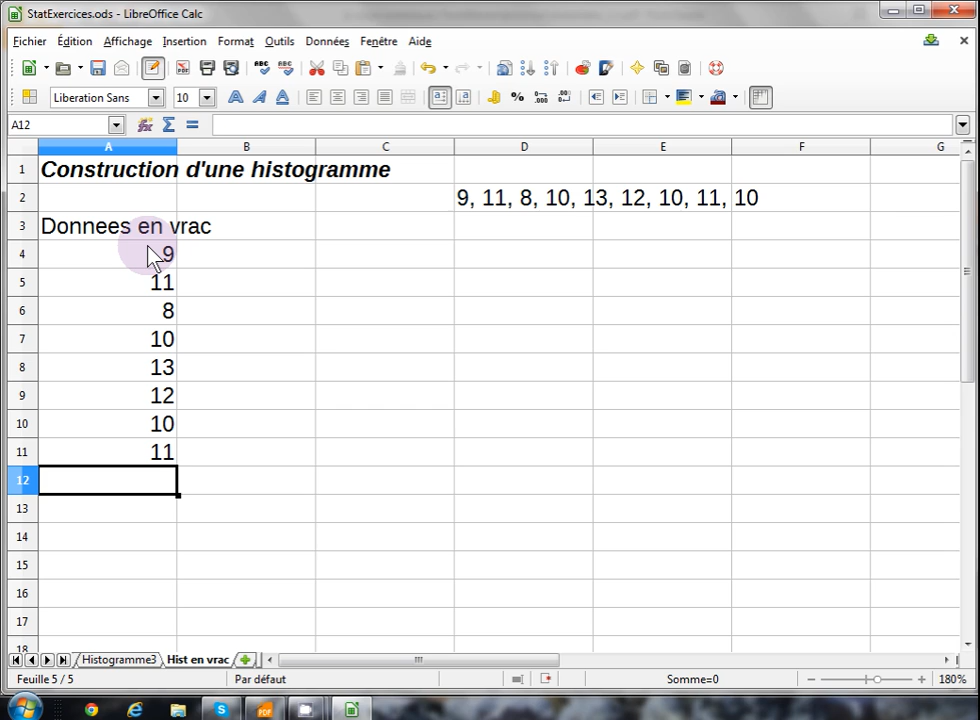 StatExercices.ods - LibreOffice Calc
Fichier Édition Affichage Insertion Format Outils Données Fenêtre Aide
Liberation Sans 10
A12
A B C D E F G
1 Construction d'une histogramme
2 9, 11, 8, 10, 13, 12, 10, 11, 10
3 Donnees en vrac
4 9
5 11
6 8
7 10
8 13
9 12
10 10
11 11
12
13
14
15
16
17
18
Histogramme3 Hist en vrac
Feuille 5 / 5 Par défaut Somme=0 180%